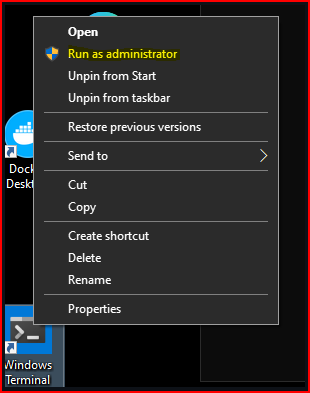 Open
Run as administrator
Unpin from Start
Unpin from taskbar
Restore previous versions
Send to
Cut
Copy
Create shortcut
Delete
Rename
Properties
Dock
Deskt
Windows
Terminal